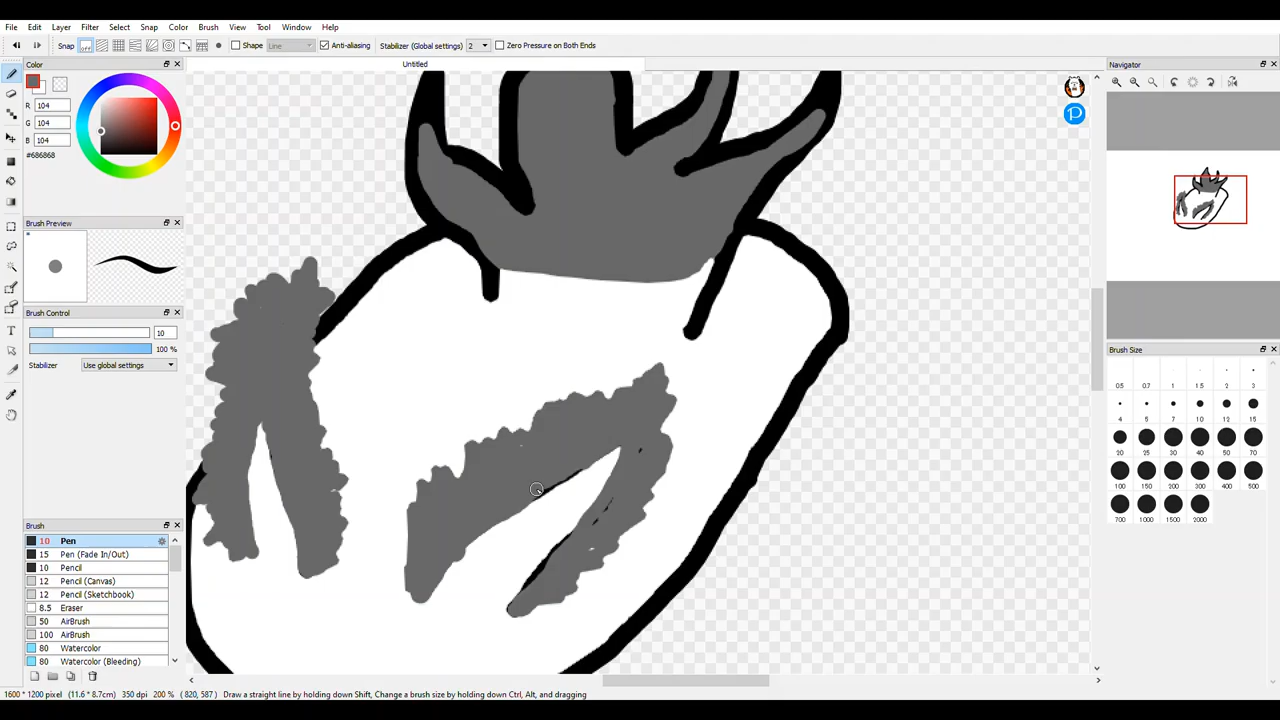 File Edit Layer Filter Select Snap Color Brush View Tool Window Help
Snap Shape Line Anti-aliasing Stabilizer (Global settings) 2 Zero Pressure on Both Ends
Color
Untitled
Navigator
R 104
G 104
B 104
#686868
Brush Preview
*
Brush Control
10
100 %
Stabilizer Use global settings
Brush Size
0.5 0.7 1 1.5 2 3
4 5 7 10 12 15
20 25 30 40 50 70
100 150 200 300 400 500
700 1000 1500 2000
Brush
10 Pen
15 Pen (Fade In/Out)
10 Pencil
12 Pencil (Canvas)
12 Pencil (Sketchbook)
8.5 Eraser
50 AirBrush
100 AirBrush
80 Watercolor
80 Watercolor (Bleeding)
1600 * 1200 pixel (11.6 * 8.7cm) 350 dpi 200 % ( 820, 587 ) Draw a straight line by holding down Shift, Change a brush size by holding down Ctrl, Alt, and dragging